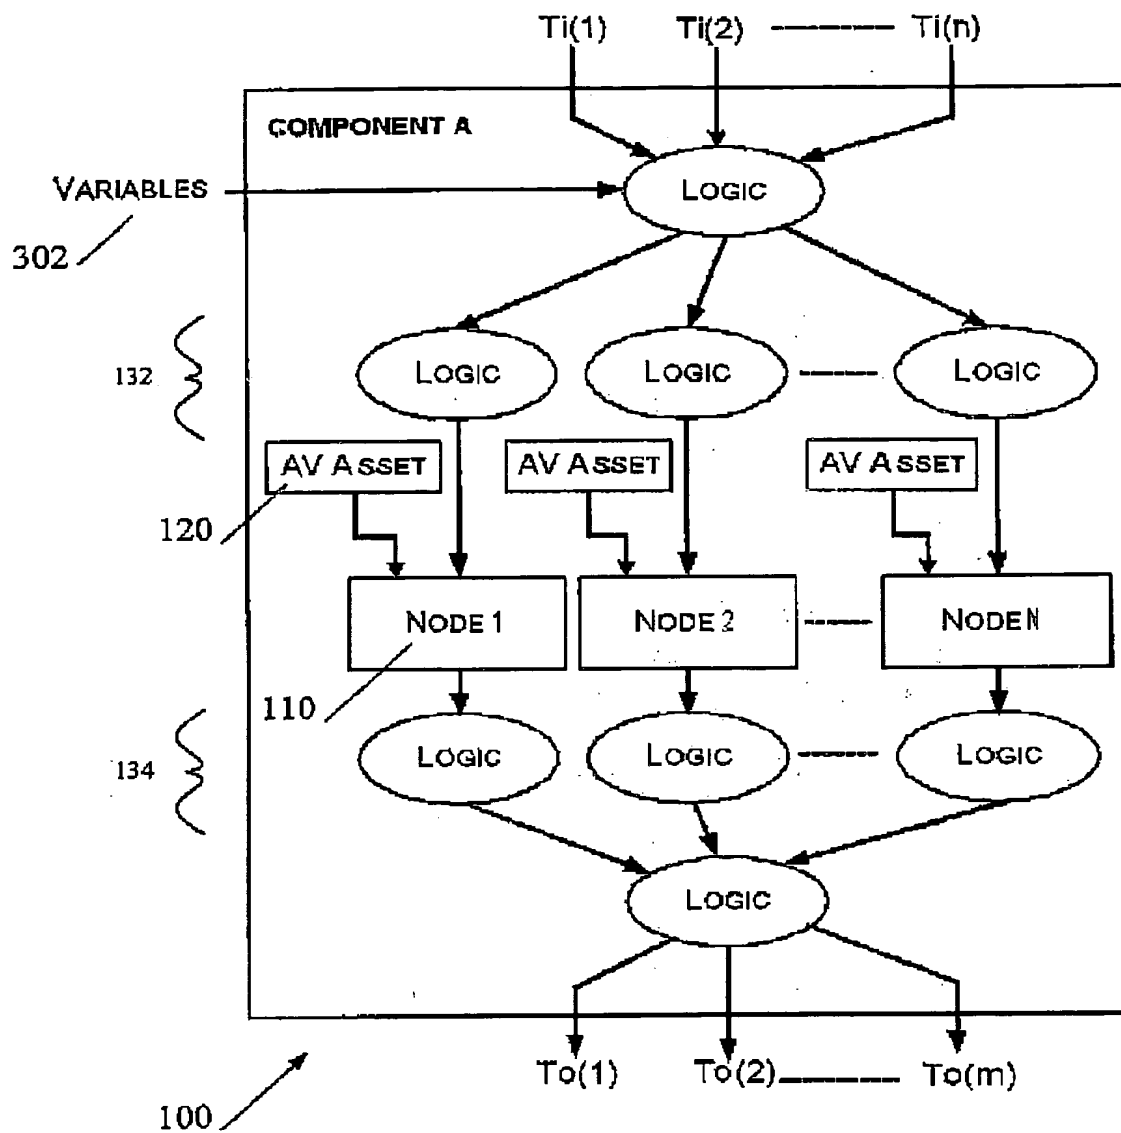 Ti(1) Ti(2) Ti(n)
COMPONENT A
VARIABLES
LOGIC
302
132
LOGIC LOGIC LOGIC
AV ASSET AV ASSET AV ASSET
120
NODE 1 NODE 2 NODE N
110
134
LOGIC LOGIC LOGIC
LOGIC
To(1) To(2) To(m)
100